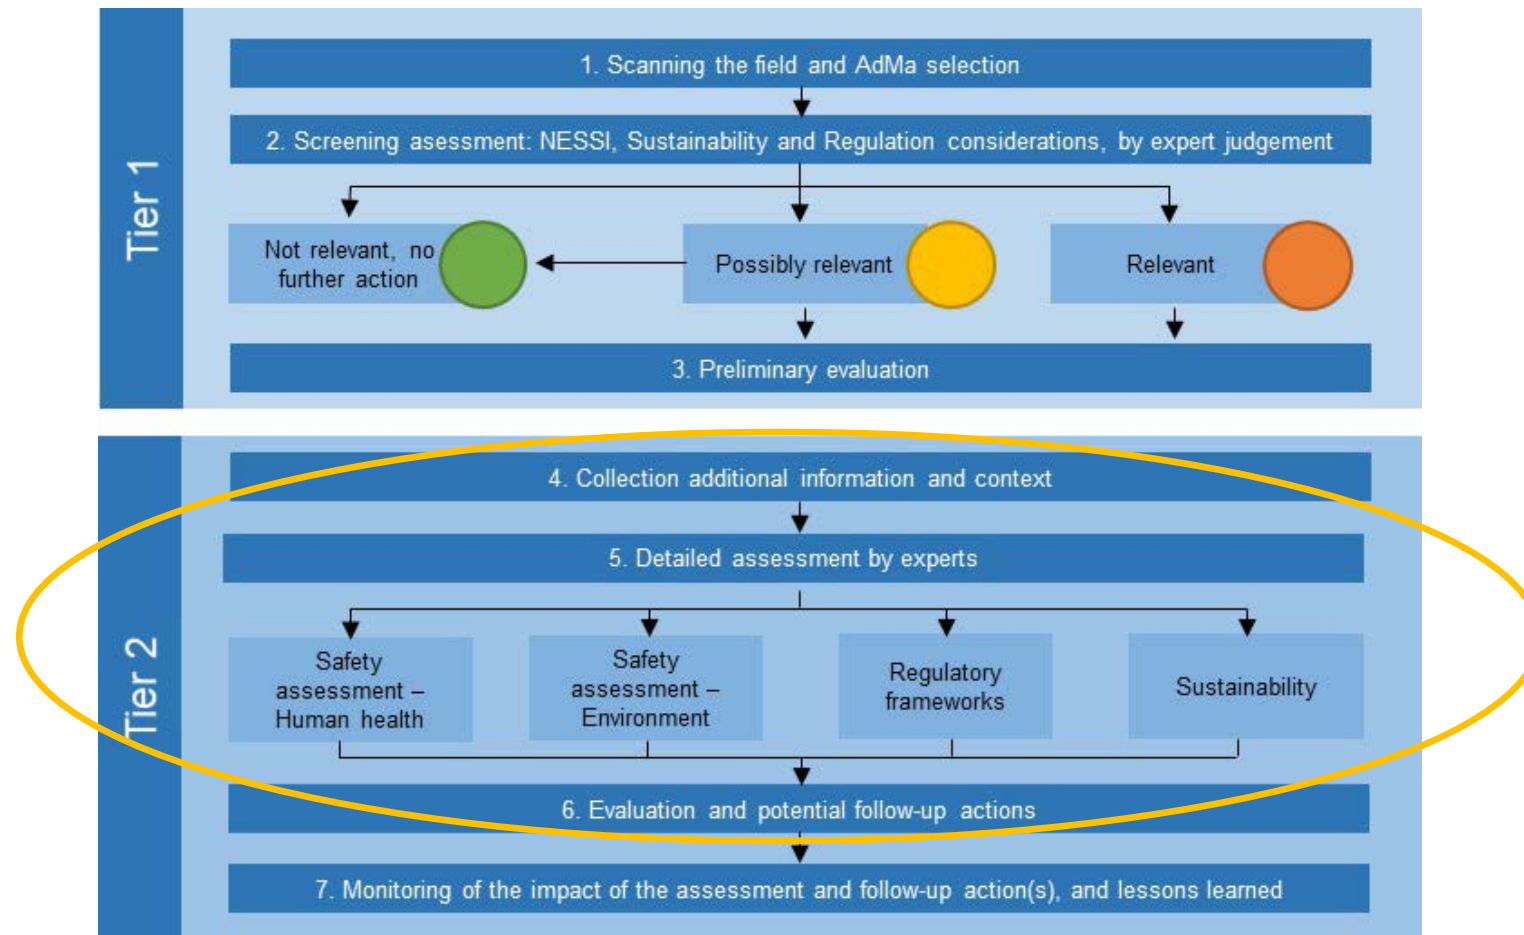 Tier 1
1. Scanning the field and AdMa selection
2. Screening asessment: NESSI, Sustainability and Regulation considerations, by expert judgement
Not relevant, no
further action
Possibly relevant
Relevant
3. Preliminary evaluation
Tier 2
4. Collection additional information and context
5. Detailed assessment by experts
Safety
assessment –
Human health
Safety
assessment –
Environment
Regulatory
frameworks
Sustainability
6. Evaluation and potential follow-up actions
7. Monitoring of the impact of the assessment and follow-up action(s), and lessons learned